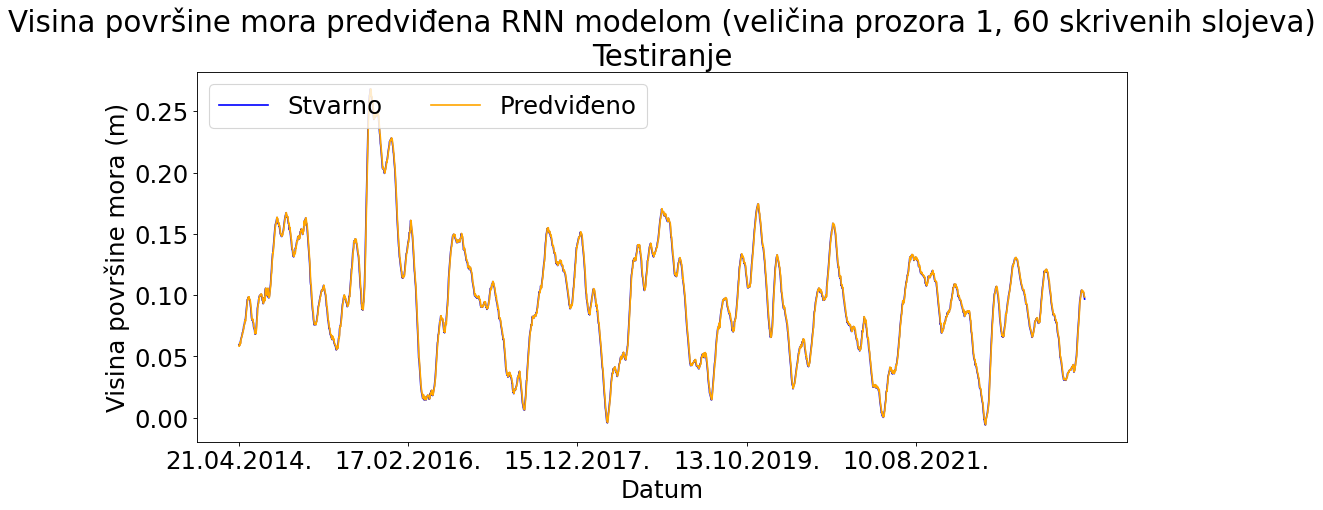 Visina površine mora predviđena RNN modelom (veličina prozora 1, 60 skrivenih slojeva)
Testiranje
Stvarno
Predviđeno
Visina površine mora (m)
0.25
0.20
0.15
0.10
0.05
0.00
21.04.2014.
17.02.2016.
15.12.2017.
13.10.2019.
10.08.2021.
Datum